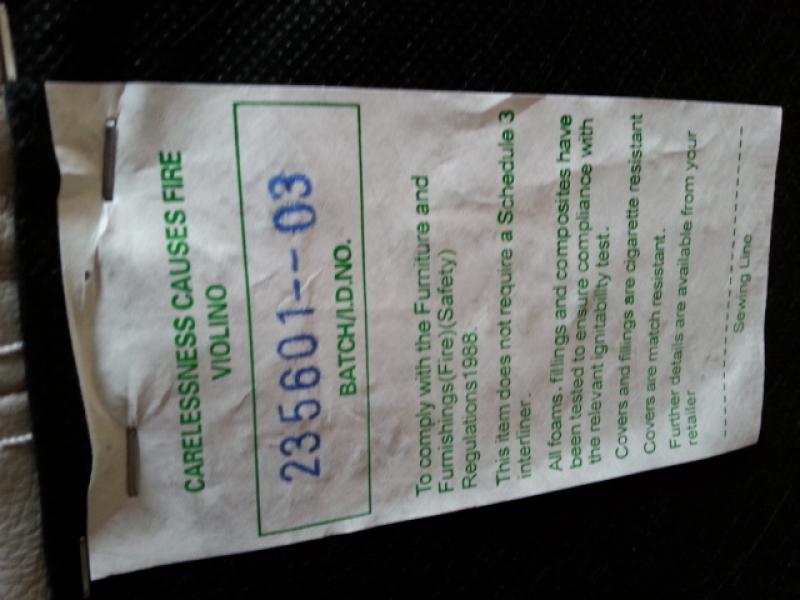 CARELESSNESS CAUSES FIRE
VIOLINO
235601--03
BATCH/I.D.NO.
To comply with the Furniture and
Furnishings(Fire)(Safety)
Regulations1988.
This item does not require a Schedule 3
interliner.
All foams, fillings and composites have
been tested to ensure compliance with
the relevant ignitability test.
Covers and fillings are cigarette resistant
Covers are match resistant.
Further details are available from your
retailer
Sewing Line